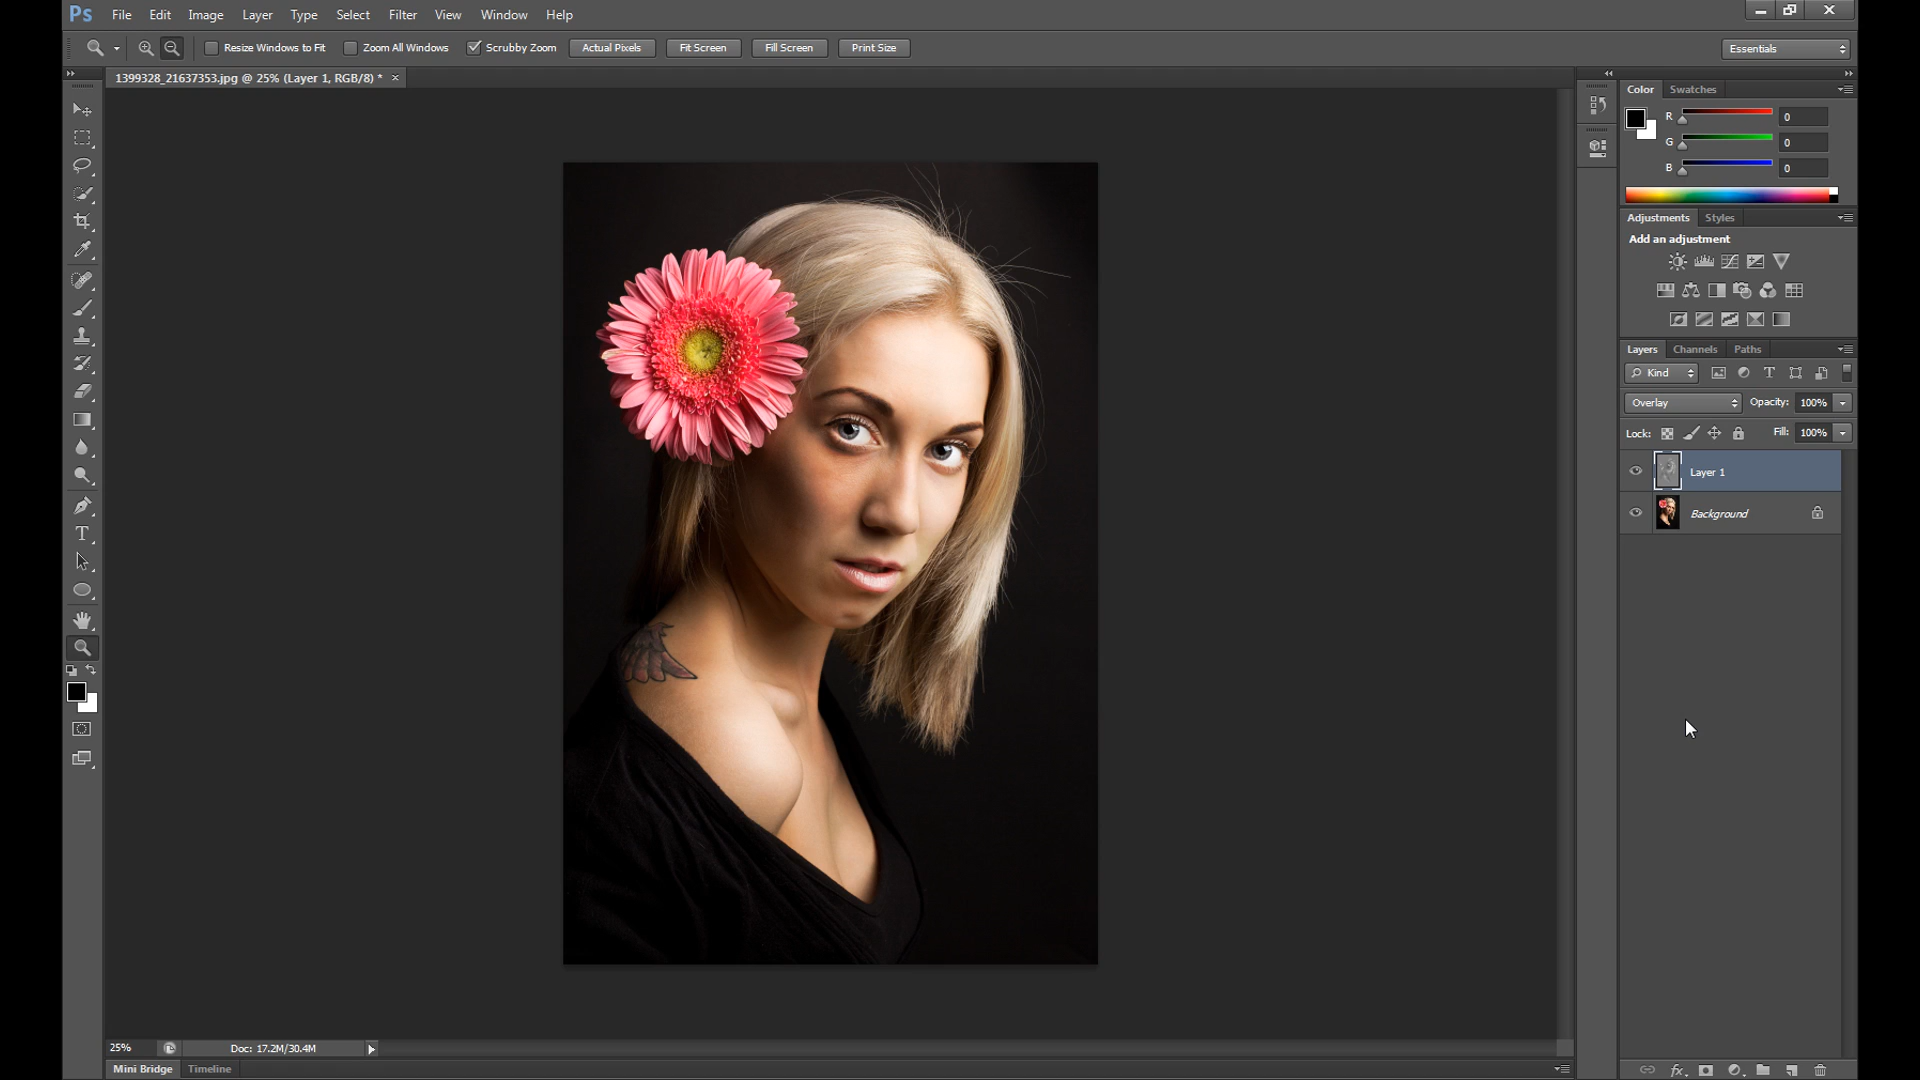 Ps File Edit Image Layer Type Select Filter View Window Help
Resize Windows to Fit Zoom All Windows Scrubby Zoom Actual Pixels Fit Screen Fill Screen Print Size Essentials
1399328_21637353.jpg @ 25% (Layer 1, RGB/8) *
Color Swatches
R 0
G 0
B 0
Adjustments Styles
Add an adjustment
Layers Channels Paths
Kind
Overlay Opacity: 100%
Lock: Fill: 100%
Layer 1
Background
25% Doc: 17.2M/30.4M
Mini Bridge Timeline